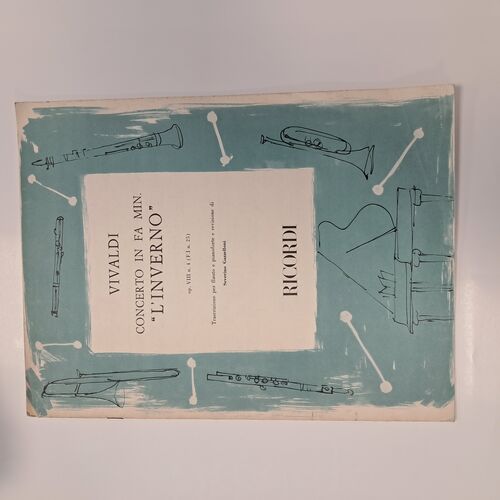 VIVALDI
CONCERTO IN FA MIN.
"L'INVERNO"
op. VIII n. 4 (F I n. 25)
Trascrizione per flauto e pianoforte e revisione di
Severino Gazzelloni
RICORDI